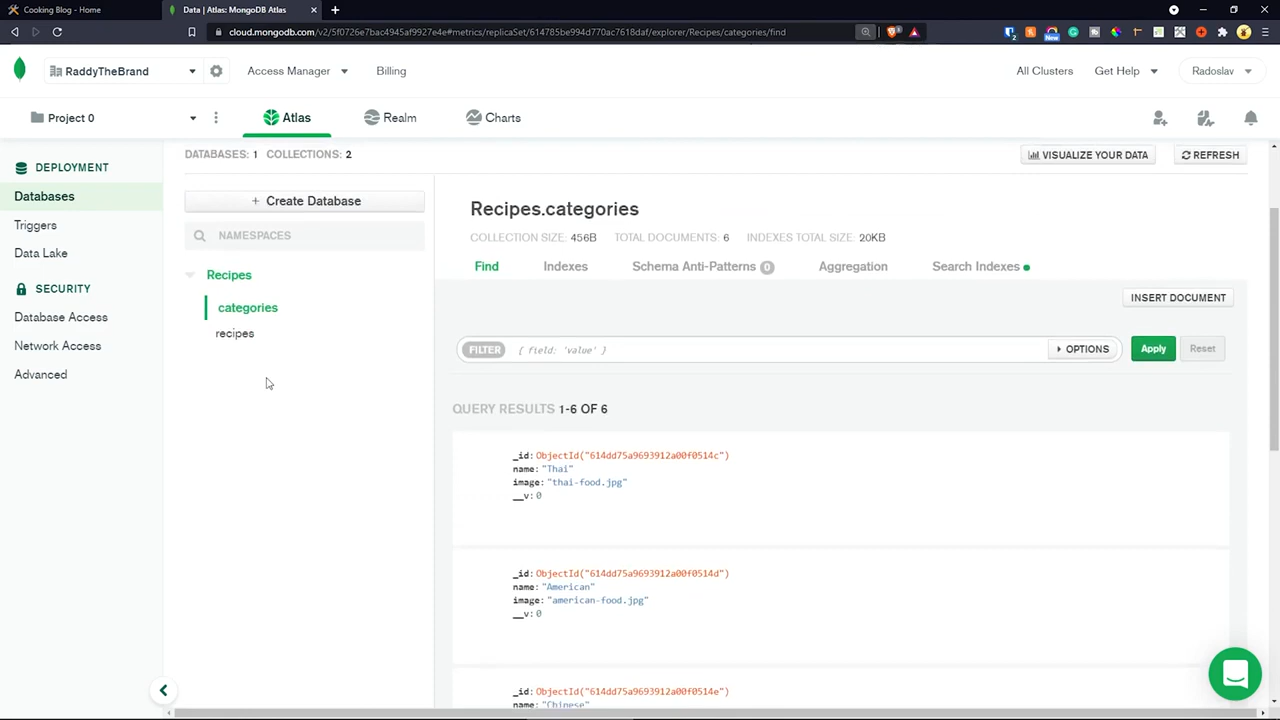 Cooking Blog - Home
Data | Atlas: MongoDB Atlas
cloud.mongodb.com/v2/5f0726e7bac4945af9927e4e#metrics/replicaSet/614785be994d770ac7618daf/explorer/Recipes/categories/find
RaddyTheBrand
Access Manager
Billing
All Clusters
Get Help
Radoslav
Project 0
Atlas
Realm
Charts
DEPLOYMENT
Databases
Triggers
Data Lake
SECURITY
Database Access
Network Access
Advanced
DATABASES: 1 COLLECTIONS: 2
VISUALIZE YOUR DATA
REFRESH
+ Create Database
NAMESPACES
Recipes
categories
recipes
Recipes.categories
COLLECTION SIZE: 456B TOTAL DOCUMENTS: 6 INDEXES TOTAL SIZE: 20KB
Find Indexes Schema Anti-Patterns 0 Aggregation Search Indexes
INSERT DOCUMENT
FILTER { field: 'value' }
OPTIONS
Apply
Reset
QUERY RESULTS 1-6 OF 6
_id: ObjectId("614dd75a9693912a00f0514c")
name: "Thai"
image: "thai-food.jpg"
__v: 0
_id: ObjectId("614dd75a9693912a00f0514d")
name: "American"
image: "american-food.jpg"
__v: 0
_id: ObjectId("614dd75a9693912a00f0514e")
name: "Chinese"